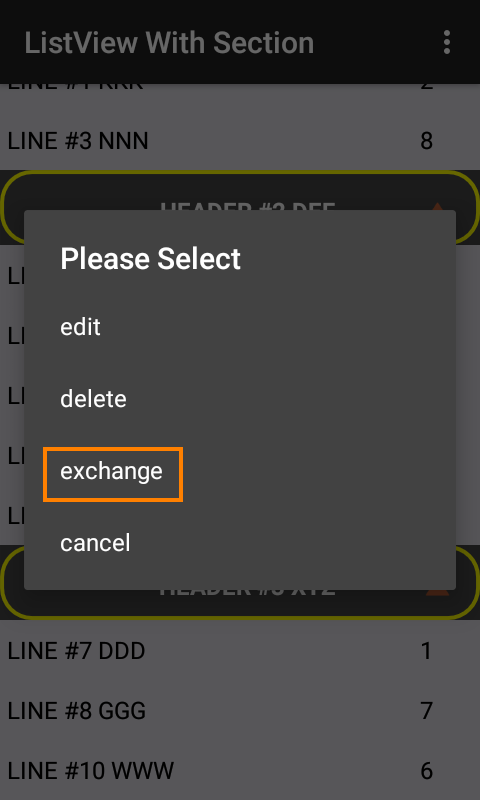 ListView With Section
2
LINE #3 NNN 8
Please Select
edit
delete
exchange
cancel
LINE #7 DDD 1
LINE #8 GGG 7
LINE #10 WWW 6